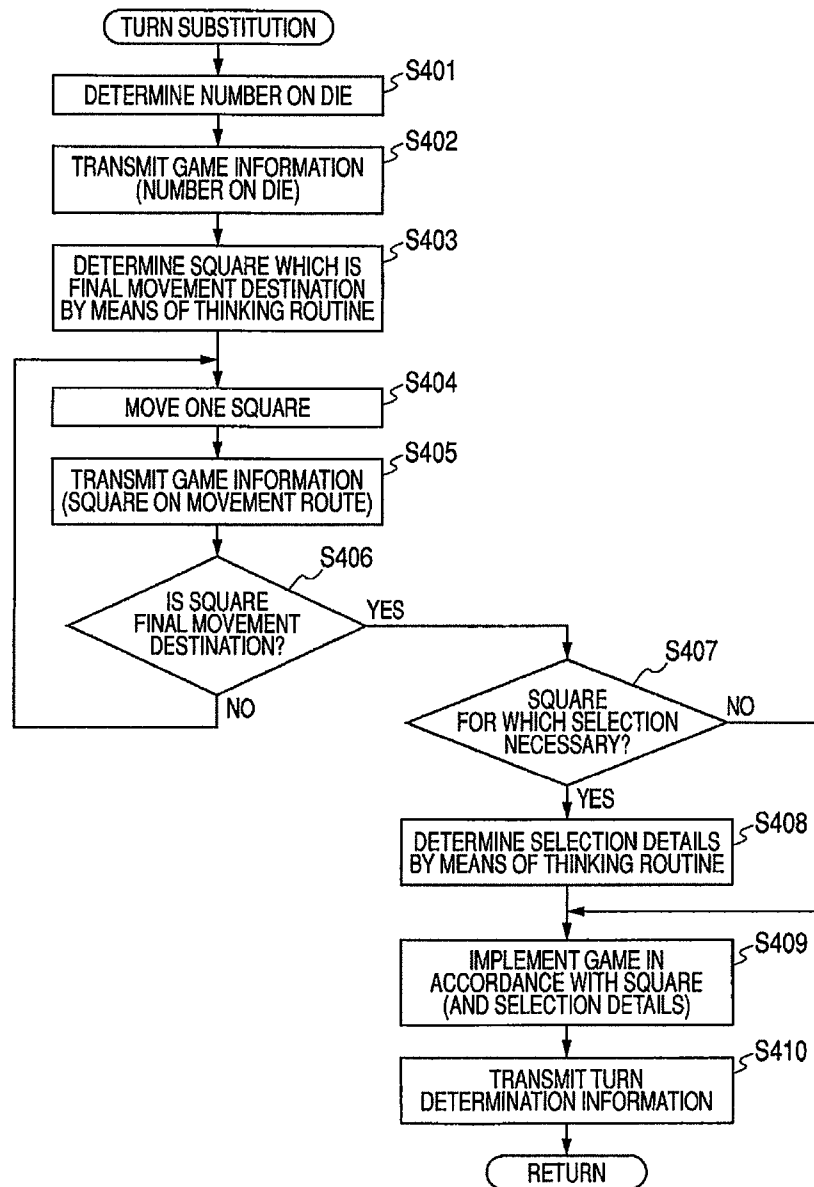 TURN SUBSTITUTION
S401
DETERMINE NUMBER ON DIE
S402
TRANSMIT GAME INFORMATION
(NUMBER ON DIE)
S403
DETERMINE SQUARE WHICH IS
FINAL MOVEMENT DESTINATION
BY MEANS OF THINKING ROUTINE
S404
MOVE ONE SQUARE
S405
TRANSMIT GAME INFORMATION
(SQUARE ON MOVEMENT ROUTE)
S406
IS SQUARE
FINAL MOVEMENT
DESTINATION?
YES
NO
S407
SQUARE
FOR WHICH SELECTION
NECESSARY?
NO
YES
S408
DETERMINE SELECTION DETAILS
BY MEANS OF THINKING ROUTINE
S409
IMPLEMENT GAME IN
ACCORDANCE WITH SQUARE
(AND SELECTION DETAILS)
S410
TRANSMIT TURN
DETERMINATION INFORMATION
RETURN